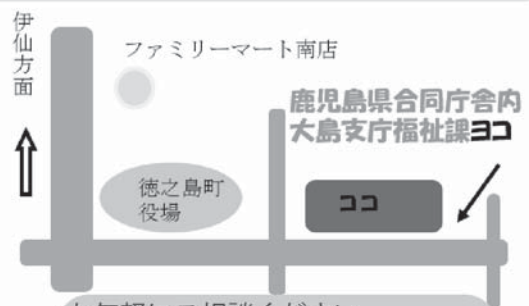 伊仙方面
ファミリーマート南店
鹿児島県合同庁舎内
大島支庁福祉課ヨコ
徳之島町
役場
ココ